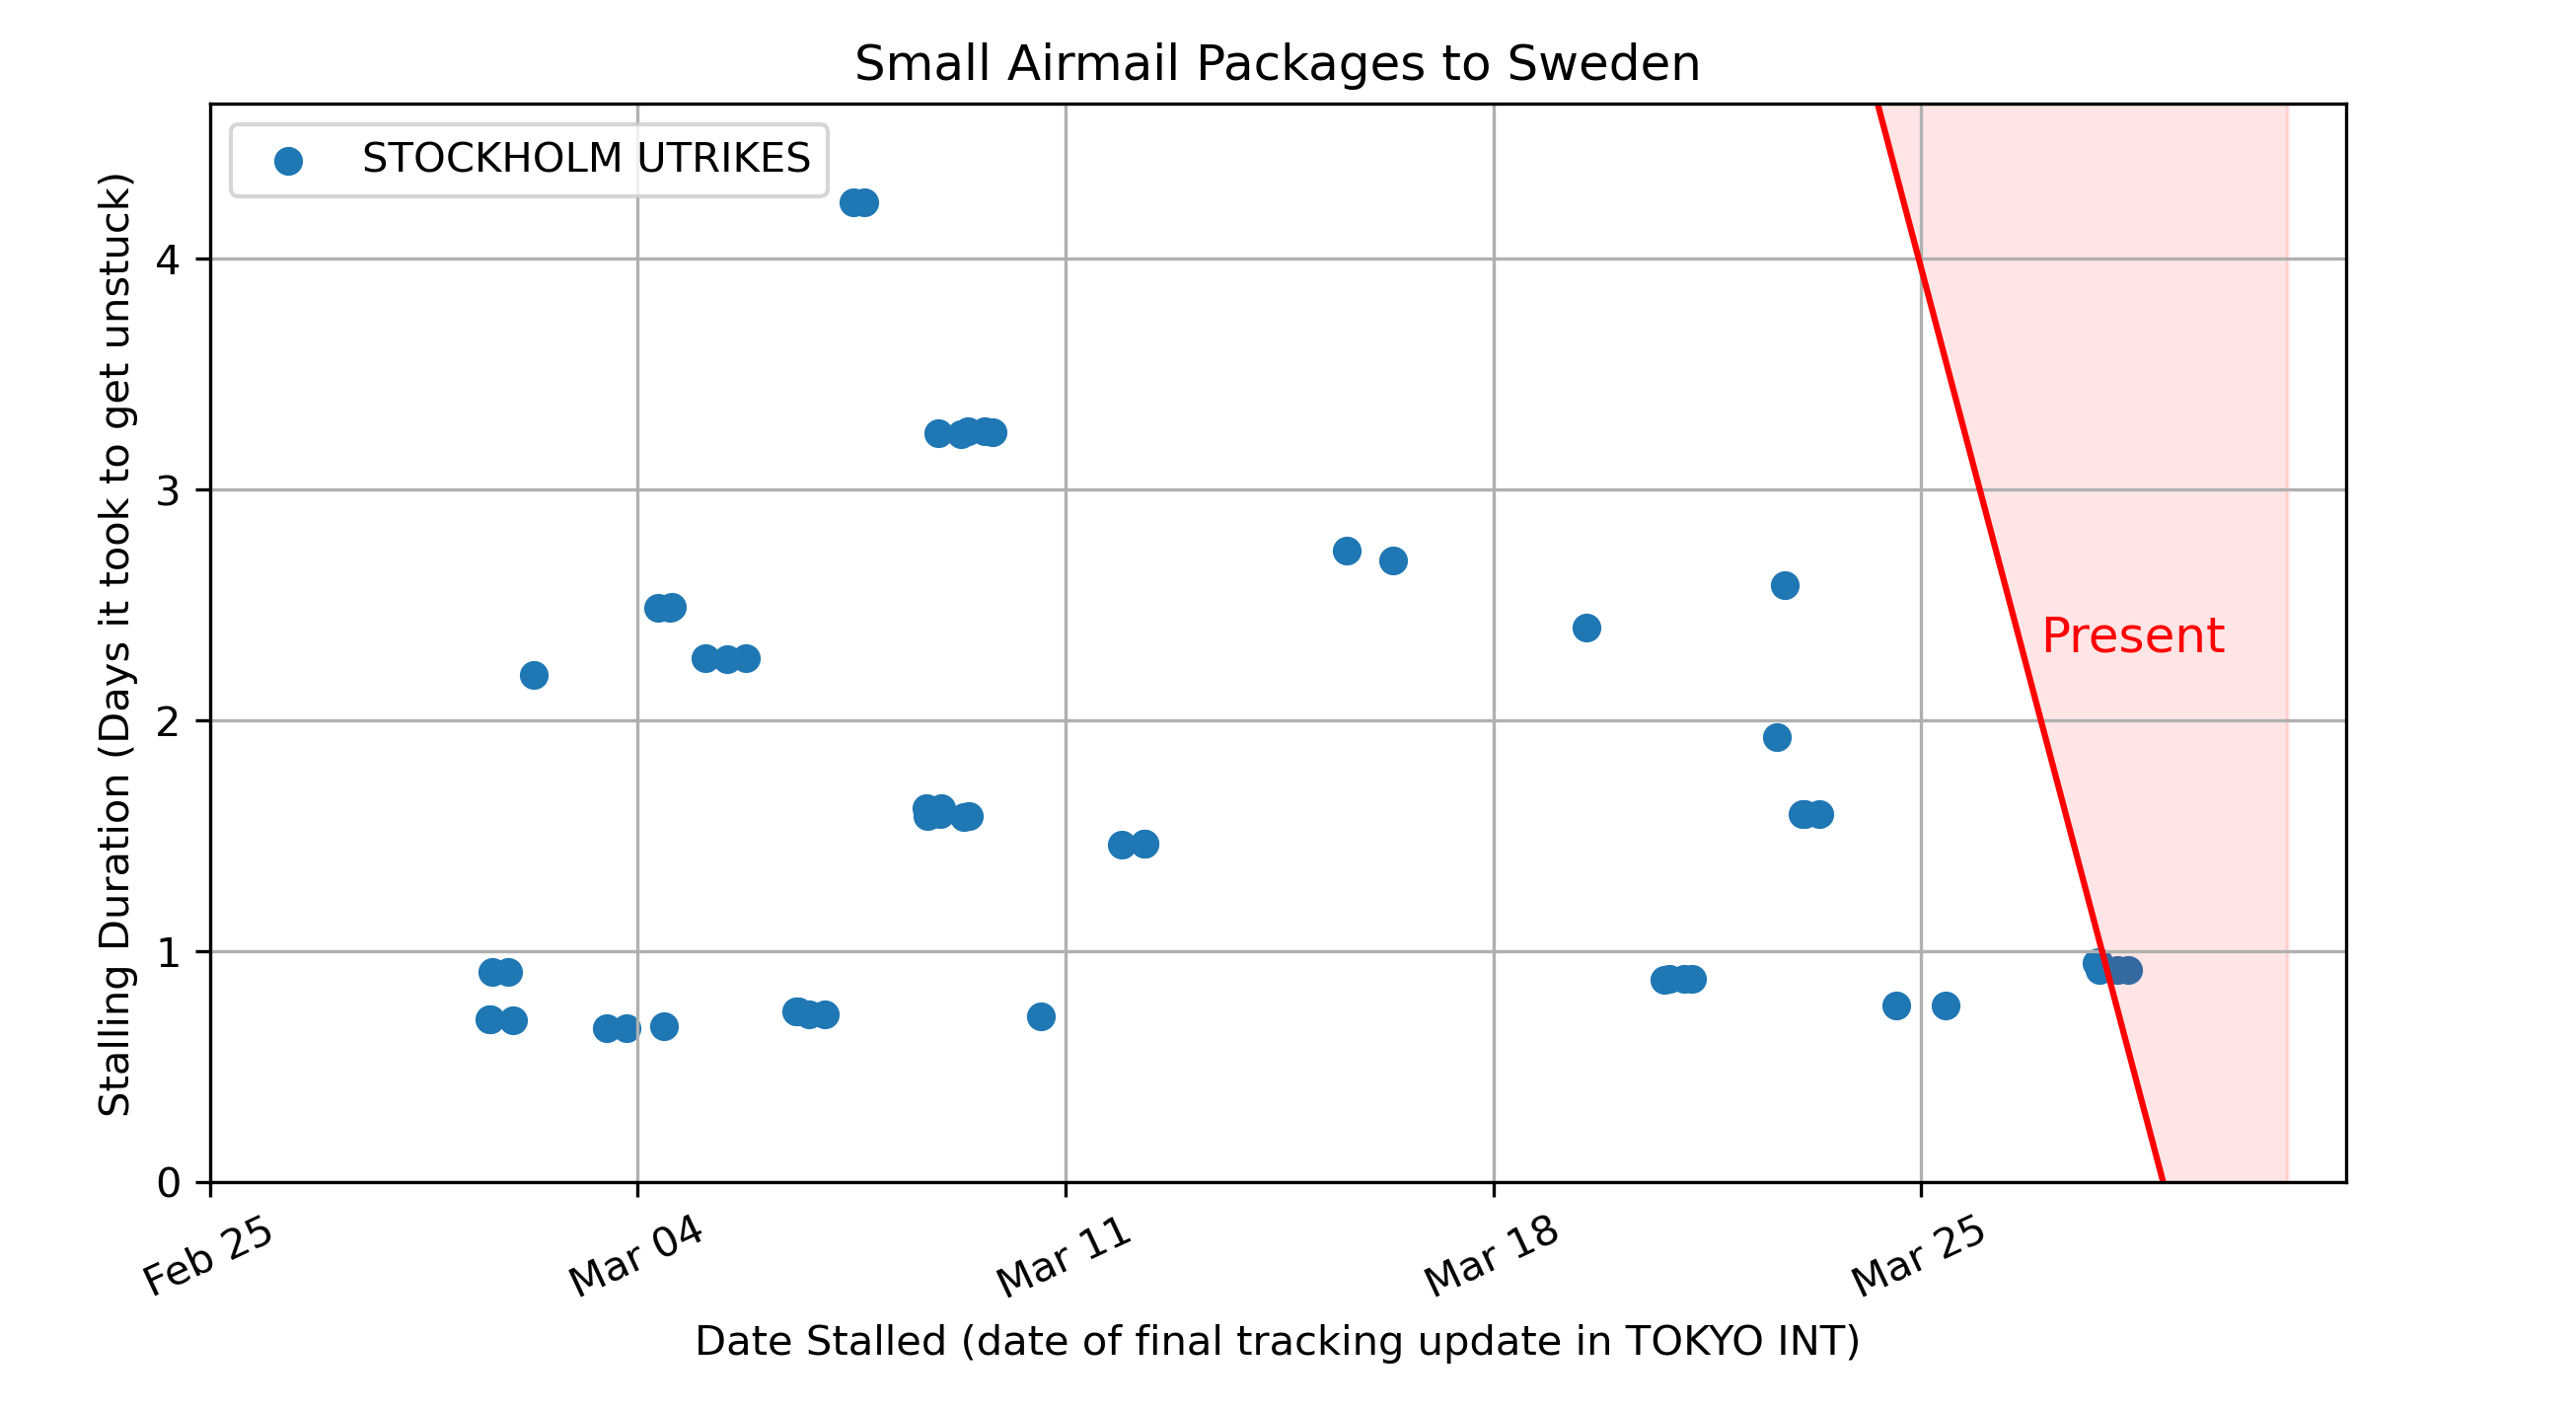 Small Airmail Packages to Sweden
STOCKHOLM UTRIKES
Stalling Duration (Days it took to get unstuck)
4
3
2
1
0
Present
Feb 25
Mar 04
Mar 11
Mar 18
Mar 25
Date Stalled (date of final tracking update in TOKYO INT)